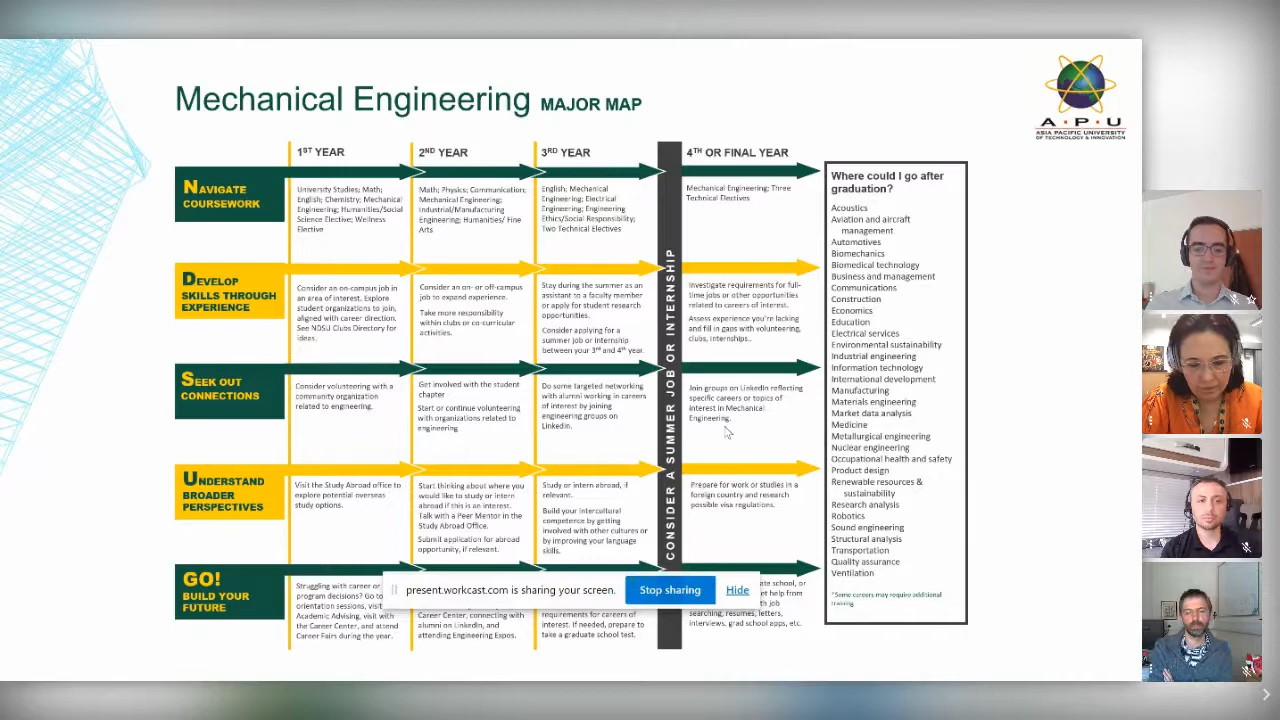 Mechanical Engineering MAJOR MAP
A·P·U
ASIA PACIFIC UNIVERSITY
OF TECHNOLOGY & INNOVATION
1ST YEAR
2ND YEAR
3RD YEAR
4TH OR FINAL YEAR
NAVIGATE
COURSEWORK
University Studies; Math;
English; Chemistry; Mechanical
Engineering; Humanities/Social
Science Elective; Wellness
Elective
Math; Physics; Communication;
Mechanical Engineering;
Industrial/Manufacturing
Engineering; Humanities/ Fine
Arts
English; Mechanical
Engineering; Electrical
Engineering; Engineering
Ethics/Social Responsibility;
Two Technical Electives
Mechanical Engineering; Three
Technical Electives
DEVELOP
SKILLS THROUGH
EXPERIENCE
Consider an on-campus job in
an area of interest. Explore
student organizations to join,
aligned with career direction.
See NDSU Clubs Directory for
ideas.
Consider an on- or off-campus
job to expand experience.
Take more responsibility
within clubs or co-curricular
activities.
Stay during the summer as an
assistant to a faculty member
or apply for student research
opportunities.
Consider applying for a
summer job or internship
between your 3rd and 4th year.
Investigate requirements for full-
time jobs or other opportunities
related to careers of interest.
Assess experience you're lacking
and fill in gaps with volunteering,
clubs, internships..
SEEK OUT
CONNECTIONS
Consider volunteering with a
community organization
related to engineering.
Get involved with the student
chapter
Start or continue volunteering
with organizations related to
engineering
Do some targeted networking
with alumni working in careers
of interest by joining
engineering groups on
LinkedIn.
Join groups on LinkedIn reflecting
specific careers or topics of
interest in Mechanical
Engineering.
UNDERSTAND
BROADER
PERSPECTIVES
Visit the Study Abroad office to
explore potential overseas
study options.
Start thinking about where you
would like to study or intern
abroad if this is an interest.
Talk with a Peer Mentor in the
Study Abroad Office.
Submit application for abroad
opportunity, if relevant.
Study or intern abroad, if
relevant.
Build your intercultural
competence by getting
involved with other cultures or
by improving your language
skills.
Prepare for work or studies in a
foreign country and research
possible visa regulations.
GO!
BUILD YOUR
FUTURE
Struggling with career or
program decisions? Go to
orientation sessions, visit
Academic Advising, visit with
the Career Center, and attend
Career Fairs during the year.
Career Center, connecting with
alumni on LinkedIn, and
attending Engineering Expos.
requirements for careers of
interest. If needed, prepare to
take a graduate school test.
school, or
help from
job
searching, resumes, letters,
interviews, grad school apps, etc.
CONSIDER A SUMMER JOB OR INTERNSHIP
Where could I go after
graduation?
Acoustics
Aviation and aircraft
management
Automotives
Biomechanics
Biomedical technology
Business and management
Communications
Construction
Economics
Education
Electrical services
Environmental sustainability
Industrial engineering
Information technology
International development
Manufacturing
Materials engineering
Market data analysis
Medicine
Metallurgical engineering
Nuclear engineering
Occupational health and safety
Product design
Renewable resources &
sustainability
Research analysis
Robotics
Sound engineering
Structural analysis
Transportation
Quality assurance
Ventilation
*Some careers may require additional
training
present.workcast.com is sharing your screen.
Stop sharing
Hide